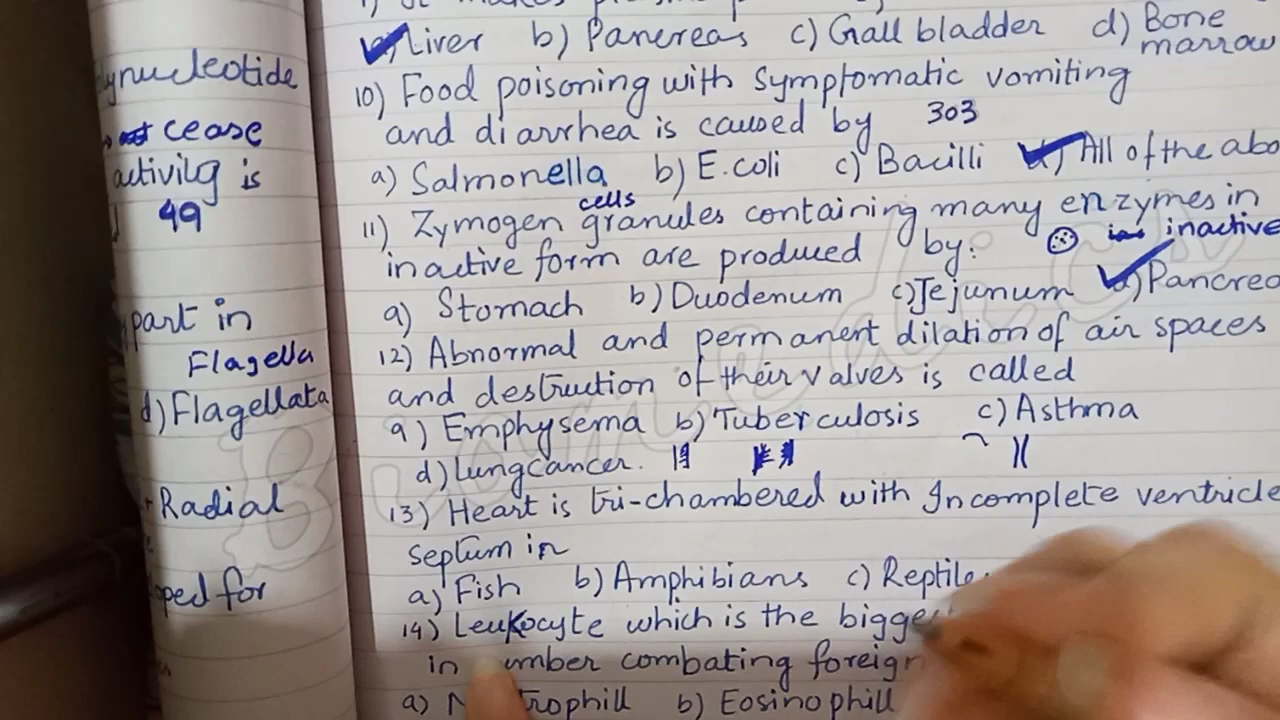 ynucleotide
cease
activity is
49
part in
Flagella
d) Flagellata
Radial
ped for
Liver b) Pancreas c) Gall bladder d) Bone marrow
10) Food poisoning with symptomatic vomiting
and diarrhea is caused by 303
a) Salmonella b) E.coli c) Bacilli d) All of the abo
cells
11) Zymogen granules containing many enzymes in
inactive form are produced by: inactive
a) Stomach b) Duodenum c) Jejunum d) Pancrea
12) Abnormal and permanent dilation of air spaces
and destruction of their valves is called
a) Emphysema b) Tuberculosis c) Asthma
d) Lung cancer.
13) Heart is tri-chambered with Incomplete ventricle
septum in
a) Fish b) Amphibians c) Reptile
14) Leukocyte which is the bigge
in umber combating foreign
a) N trophill b) Eosinophill